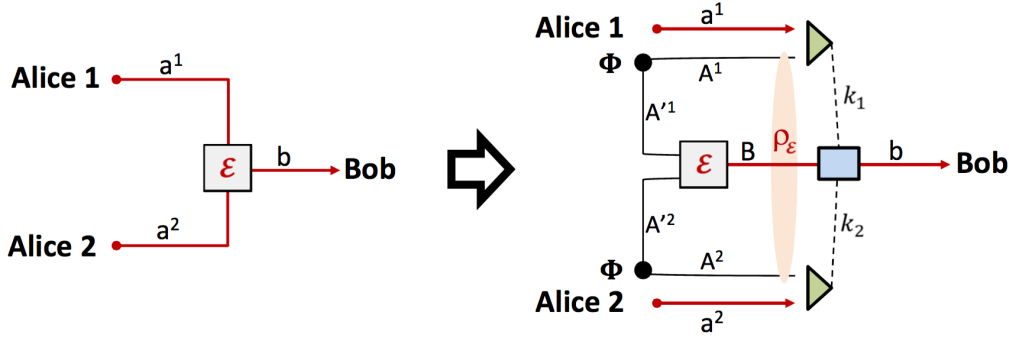 a¹
Alice 1
ε
b
Bob
a²
Alice 2
Alice 1
a¹
Φ
A¹
A'¹
k₁
ε
B
ρ_ε
b
Bob
A'²
k₂
Φ
A²
Alice 2
a²